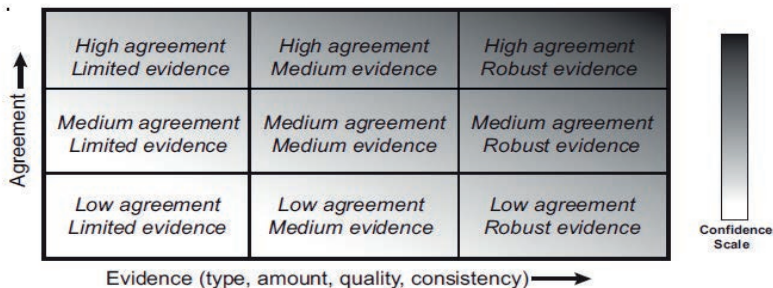 .
Agreement
High agreement
Limited evidence
High agreement
Medium evidence
High agreement
Robust evidence
Medium agreement
Limited evidence
Medium agreement
Medium evidence
Medium agreement
Robust evidence
Low agreement
Limited evidence
Low agreement
Medium evidence
Low agreement
Robust evidence
Evidence (type, amount, quality, consistency)
Confidence
Scale